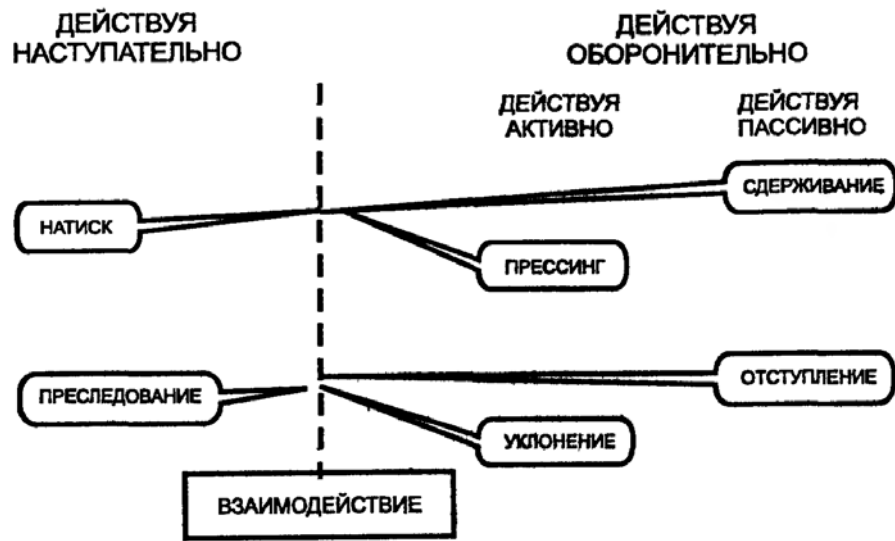 ДЕЙСТВУЯ
НАСТУПАТЕЛЬНО
ДЕЙСТВУЯ
ОБОРОНИТЕЛЬНО
ДЕЙСТВУЯ
АКТИВНО
ДЕЙСТВУЯ
ПАССИВНО
СДЕРЖИВАНИЕ
НАТИСК
ПРЕССИНГ
ПРЕСЛЕДОВАНИЕ
ОТСТУПЛЕНИЕ
УКЛОНЕНИЕ
ВЗАИМОДЕЙСТВИЕ